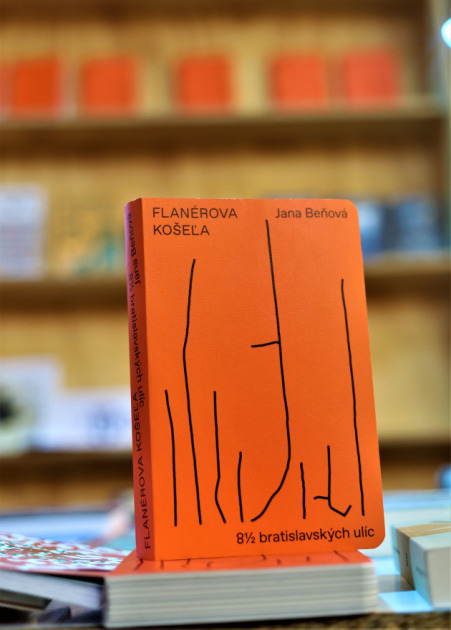 FLANÉROVA
KOŠEĽA
Jana Beňová
8½ bratislavských ulíc
FLANÉROVA KOŠEĽA
8½ bratislavských ulíc
Jana Beňová